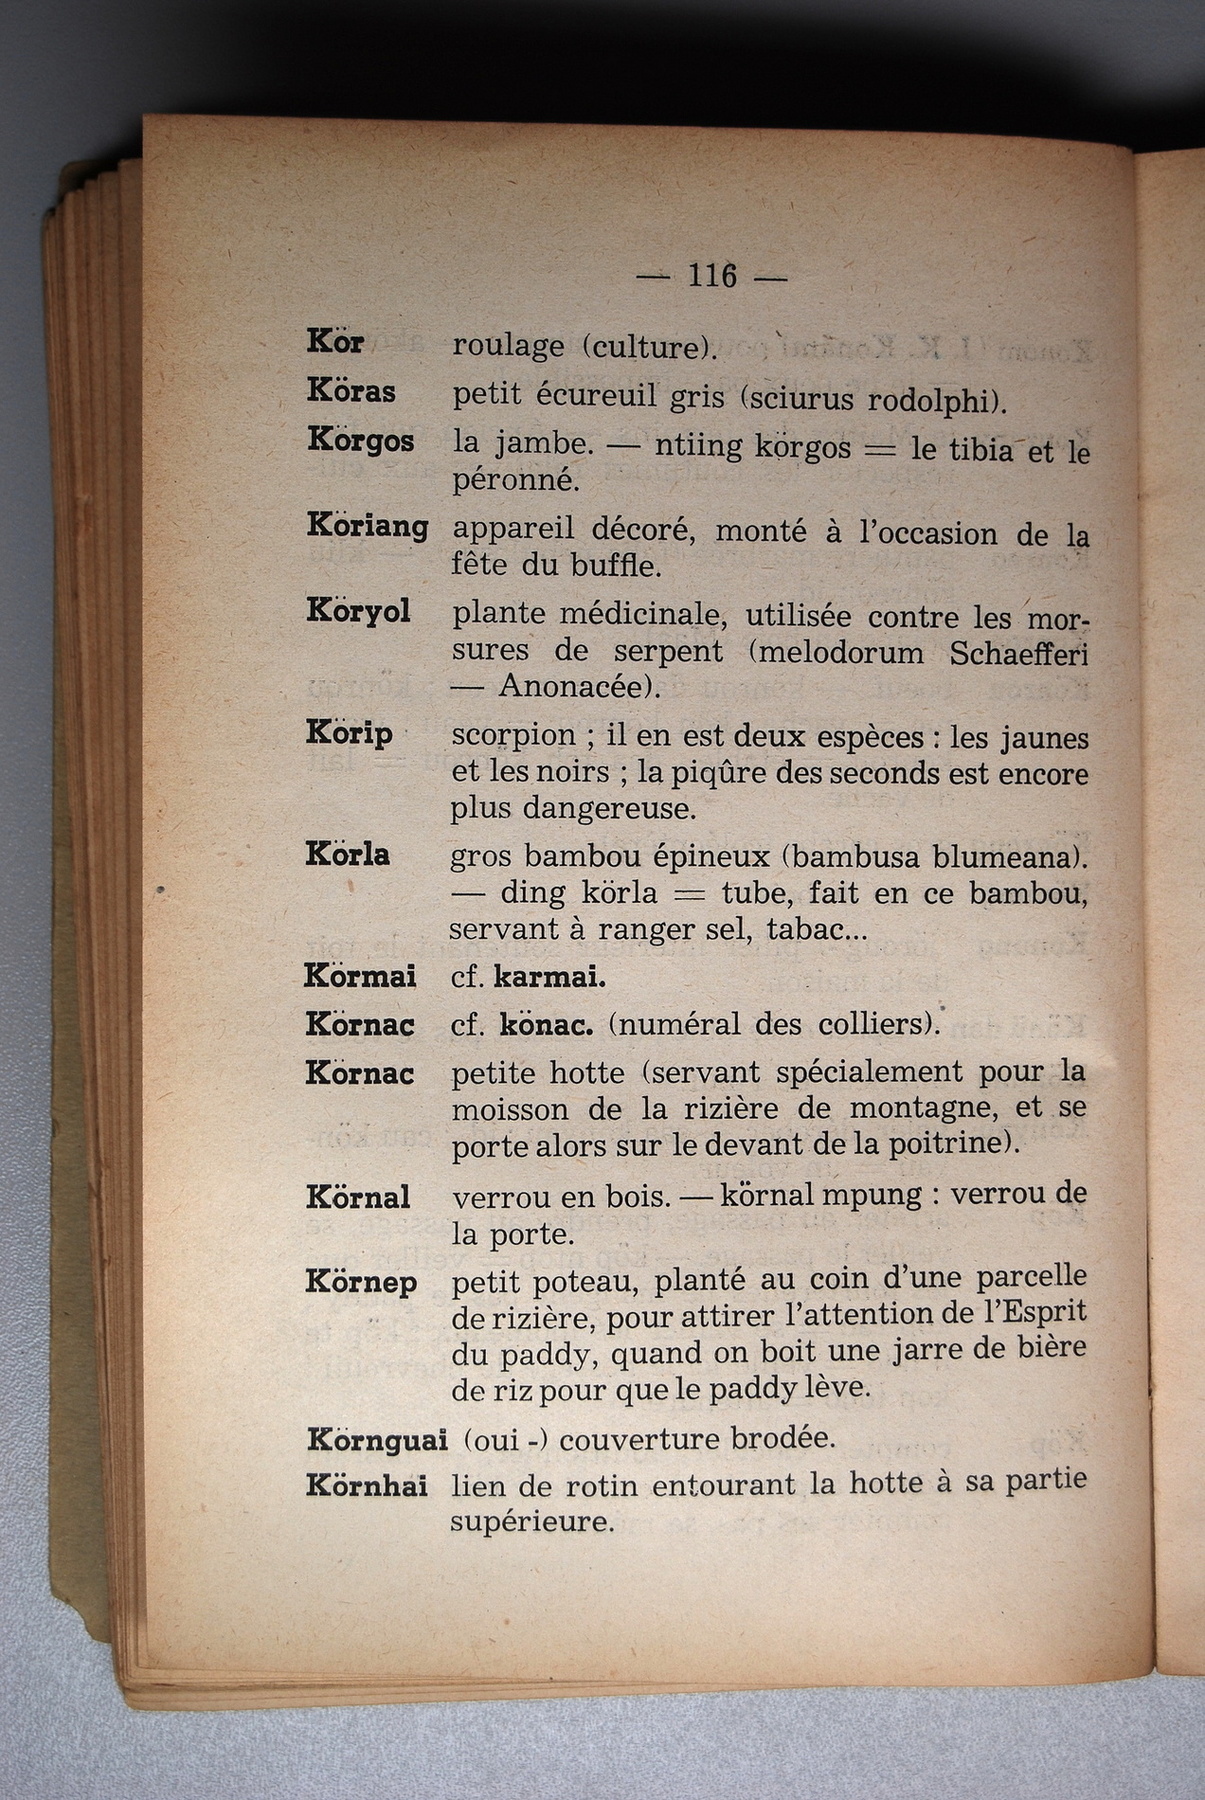 — 116 —
Kör roulage (culture).
Köras petit écureuil gris (sciurus rodolphi).
Körgos la jambe. — ntiing körgos = le tibia et le
péronné.
Köriang appareil décoré, monté à l'occasion de la
fête du buffle.
Köryol plante médicinale, utilisée contre les mor-
sures de serpent (melodorum Schaefferi
— Anonacée).
Körip scorpion ; il en est deux espèces : les jaunes
et les noirs ; la piqûre des seconds est encore
plus dangereuse.
Körla gros bambou épineux (bambusa blumeana).
— ding körla = tube, fait en ce bambou,
servant à ranger sel, tabac...
Körmai cf. karmai.
Körnac cf. könac. (numéral des colliers).
Körnac petite hotte (servant spécialement pour la
moisson de la rizière de montagne, et se
porte alors sur le devant de la poitrine).
Körnal verrou en bois. — körnal mpung : verrou de
la porte.
Körnep petit poteau, planté au coin d'une parcelle
de rizière, pour attirer l'attention de l'Esprit
du paddy, quand on boit une jarre de bière
de riz pour que le paddy lève.
Körnguai (oui -) couverture brodée.
Körnhai lien de rotin entourant la hotte à sa partie
supérieure.